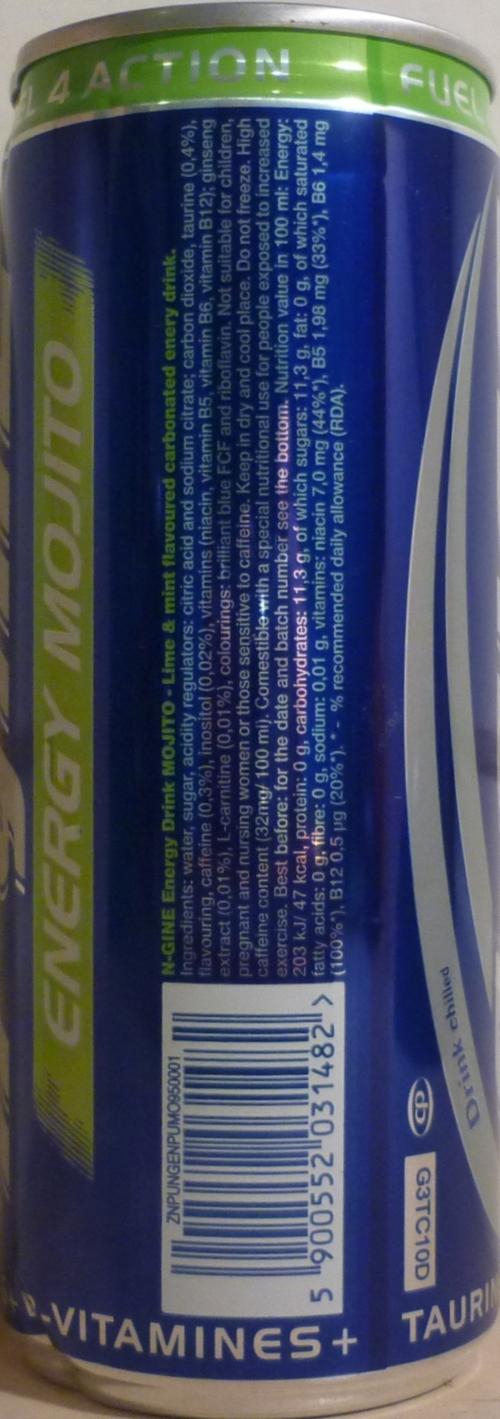 4 ACTION
FUEL
ENERGY MOJITO
N-GINE Energy Drink MOJITO - Lime & mint flavoured carbonated enery drink.
Ingredients: water, sugar, acidity regulators: citric acid and sodium citrate; carbon dioxide, taurine (0,4%),
flavouring, caffeine (0,3%), inositol (0,02%), vitamins (niacin, vitamin B5, vitamin B6, vitamin B12); ginseng
extract (0,01%), L-carnitine (0,01%), colourings: brilliant blue FCF and riboflavin. Not suitable for children,
pregnant and nursing women or those sensitive to caffeine. Keep in dry and cool place. Do not freeze. High
caffeine content (32mg/ 100 ml). Comestible with a special nutritional use for people exposed to increased
exercise. Best before: for the date and batch number see the bottom. Nutrition value in 100 ml: Energy:
203 kJ/ 47 kcal, protein: 0 g, carbohydrates: 11,3 g, of which sugars: 11,3 g, fat: 0 g, of which saturated
fatty acids: 0 g, fibre: 0 g, sodium: 0,01 g, vitamins: niacin 7,0 mg (44%*), B5 1,98 mg (33%*), B6 1,4 mg
(100%*), B12 0,5 µg (20%*). * - % recommended daily allowance (RDA).
ZNPUNGENPUMO950001
5 900552 031482 >
Drink chilled
G3TC10D
-VITAMINES+
TAURIN